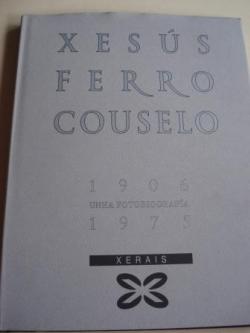 XESÚS
FERRO
COUSELO
1906
UNHA FOTOBIOGRAFÍA
1975
XERAIS